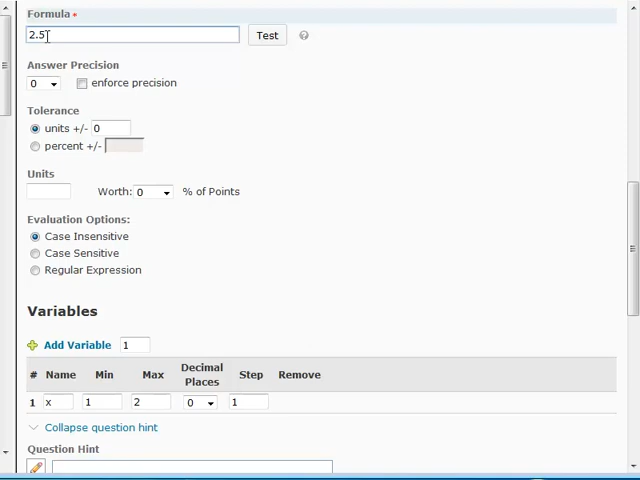 Formula *
2.5
Test
Answer Precision
0 enforce precision
Tolerance
units +/- 0
percent +/-
Units
Worth: 0 % of Points
Evaluation Options:
Case Insensitive
Case Sensitive
Regular Expression
Variables
Add Variable 1
# Name Min Max Decimal Places Step Remove
1 x 1 2 0 1
Collapse question hint
Question Hint